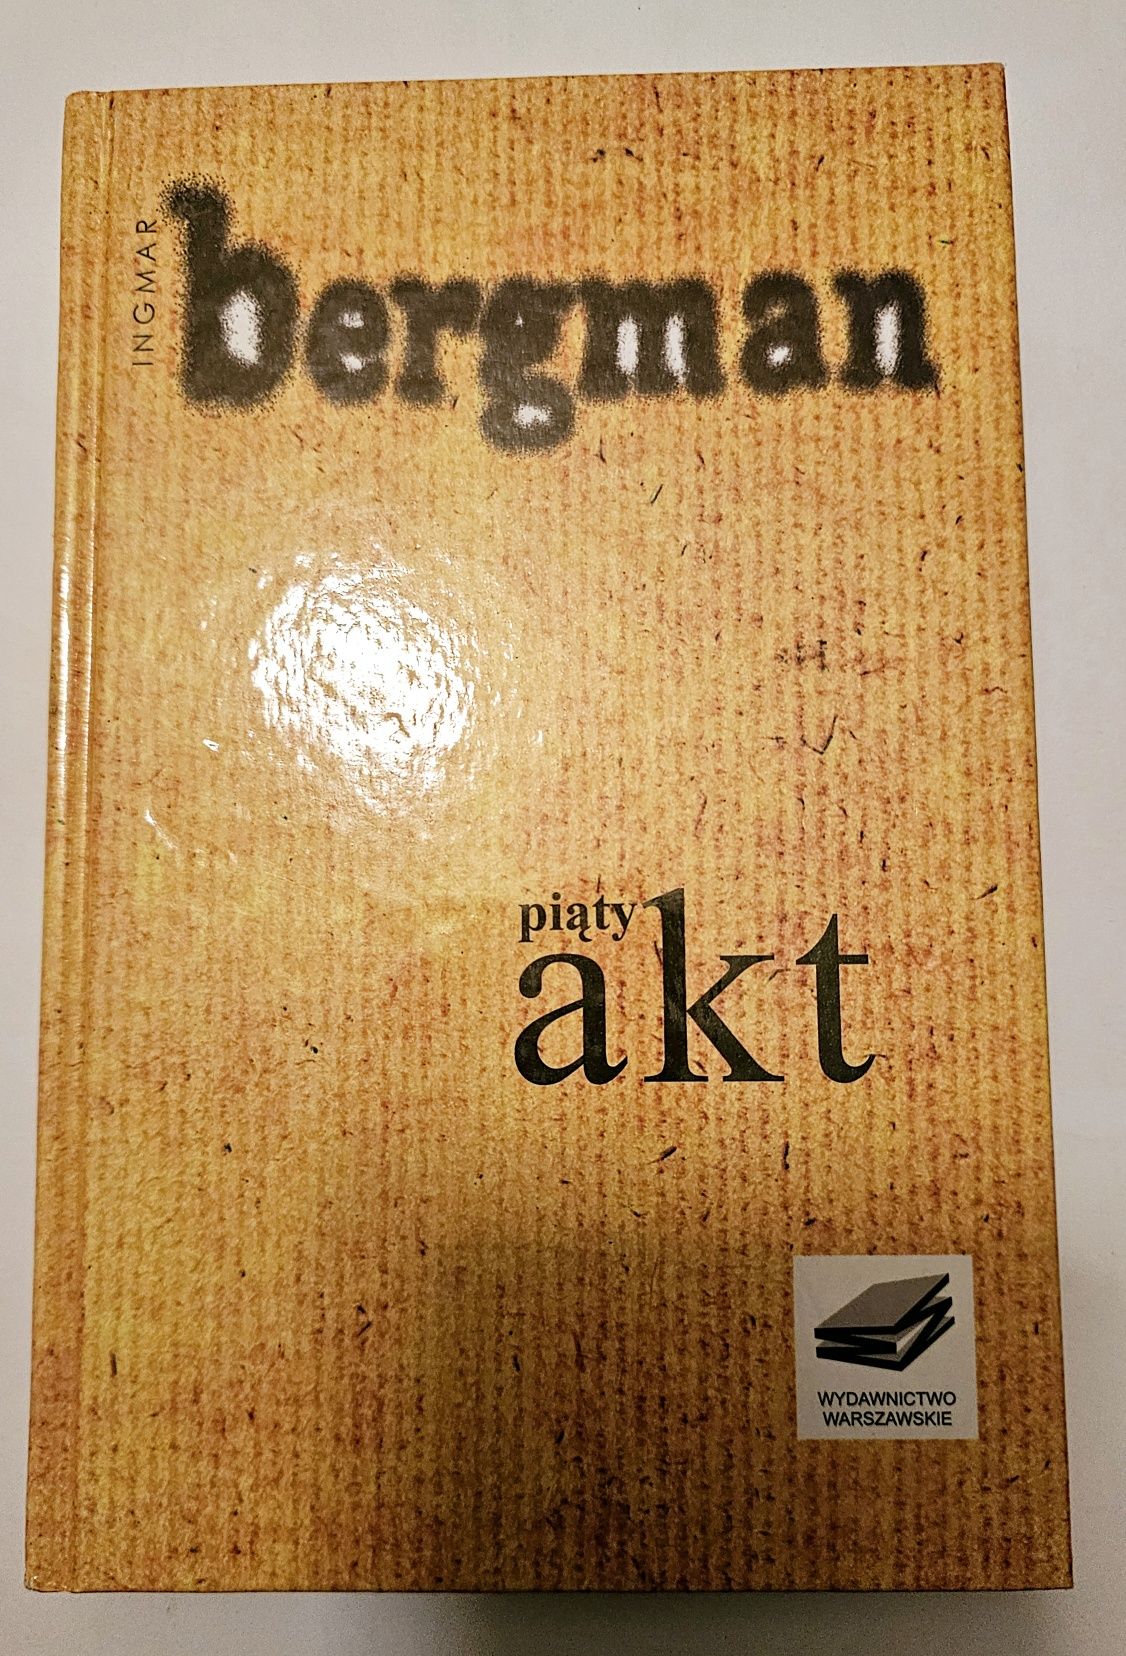 INGMAR
bergman
piąty
akt
WYDAWNICTWO
WARSZAWSKIE